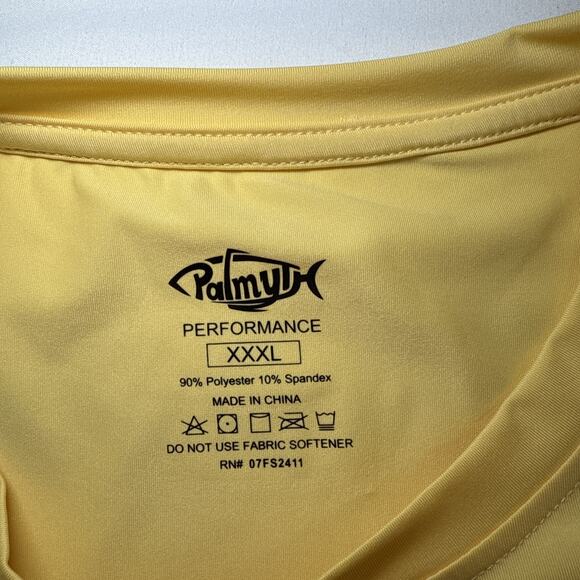 Palmyth
PERFORMANCE
XXXL
90% Polyester 10% Spandex
MADE IN CHINA
DO NOT USE FABRIC SOFTENER
RN# 07FS2411